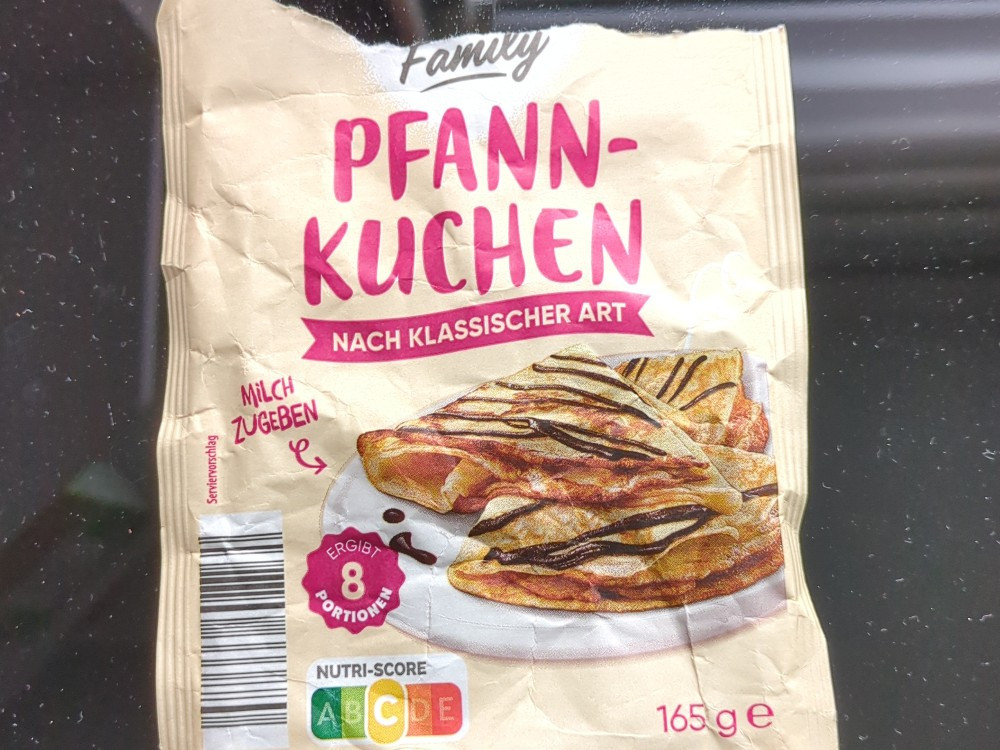 Family
PFANN-
KUCHEN
NACH KLASSISCHER ART
MILCH
ZUGEBEN
Serviervorschlag
ERGIBT
8
PORTIONEN
NUTRI-SCORE
A B C D E
165 g e